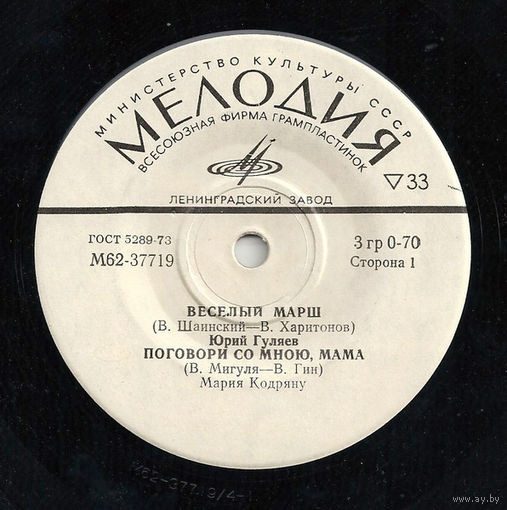 МИНИСТЕРСТВО КУЛЬТУРЫ СССР
МЕЛОДИЯ
ВСЕСОЮЗНАЯ ФИРМА ГРАМПЛАСТИНОК
▽33
ЛЕНИНГРАДСКИЙ ЗАВОД
ГОСТ 5289-73
3 гр 0-70
М62-37719
Сторона 1
ВЕСЕЛЫЙ МАРШ
(В. Шаинский—В. Харитонов)
Юрий Гуляев
ПОГОВОРИ СО МНОЮ, МАМА
(В. Мигуля—В. Гин)
Мария Кодряну
www.ay.by